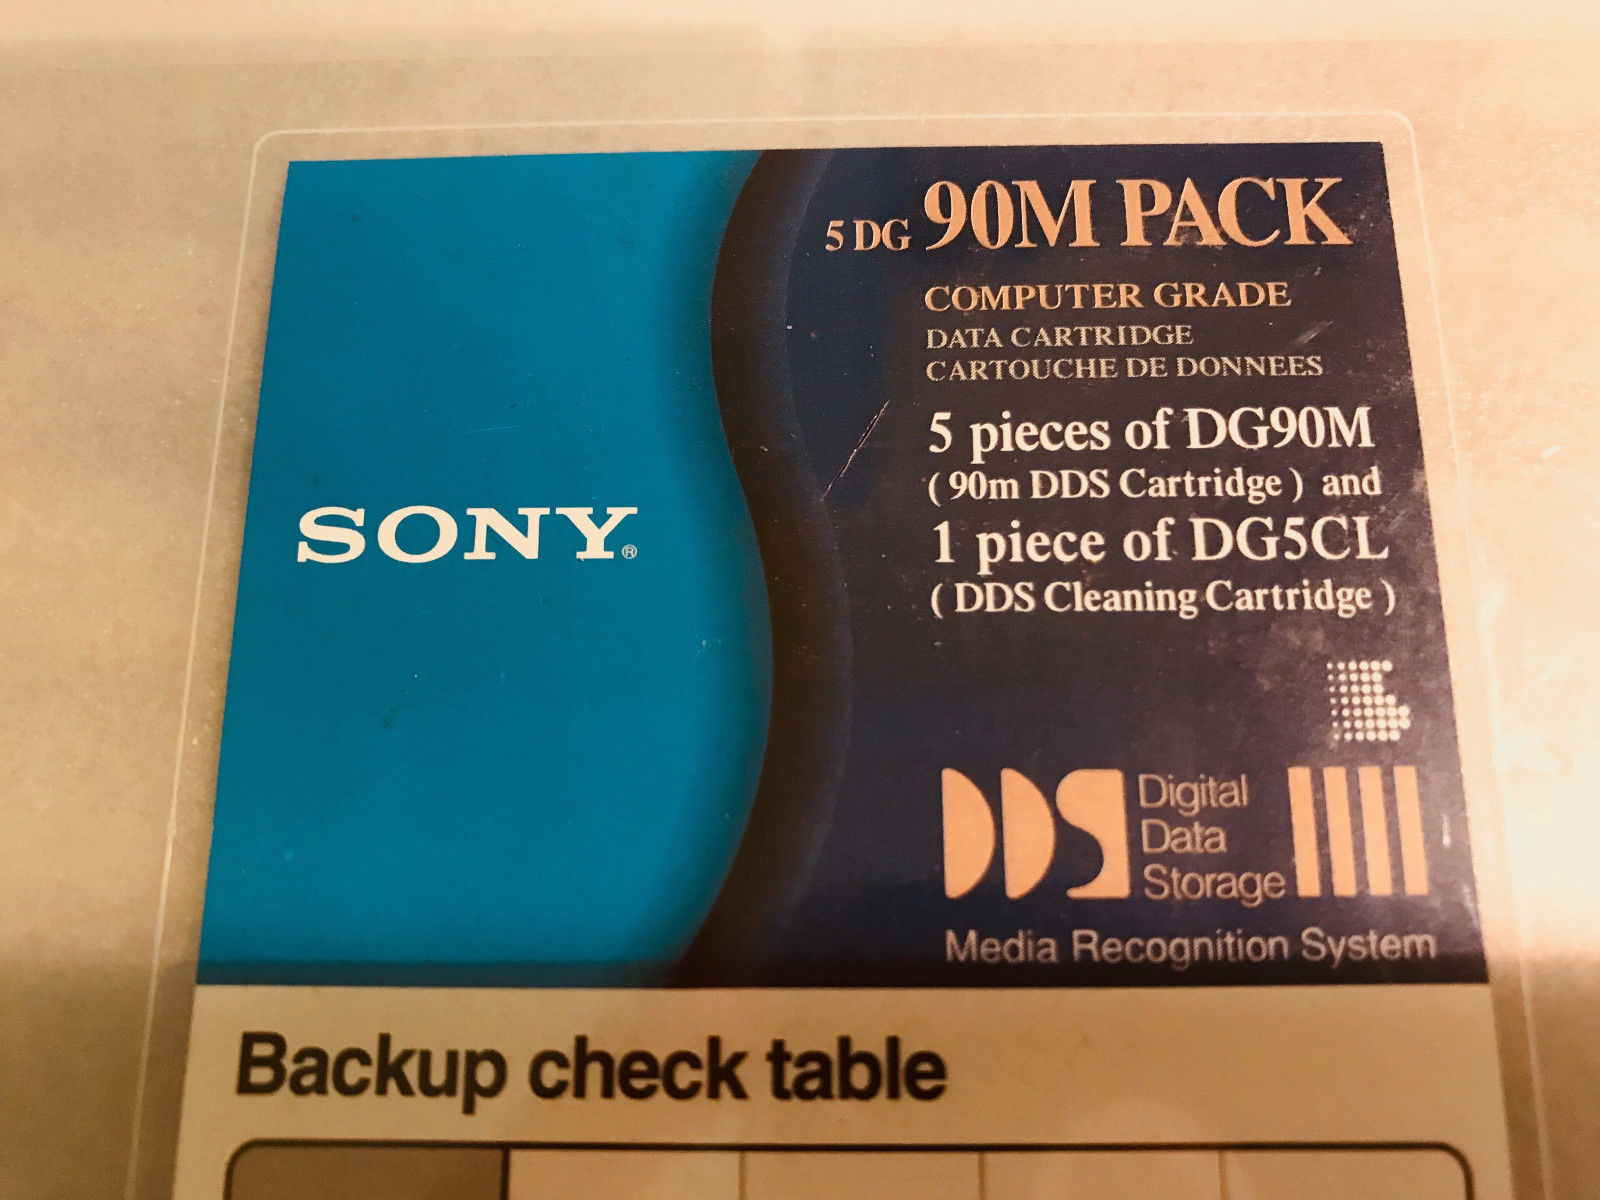 SONY®
5 DG 90M PACK
COMPUTER GRADE
DATA CARTRIDGE
CARTOUCHE DE DONNEES
5 pieces of DG90M
( 90m DDS Cartridge ) and
1 piece of DG5CL
( DDS Cleaning Cartridge )
DDS
Digital
Data
Storage
Media Recognition System
Backup check table